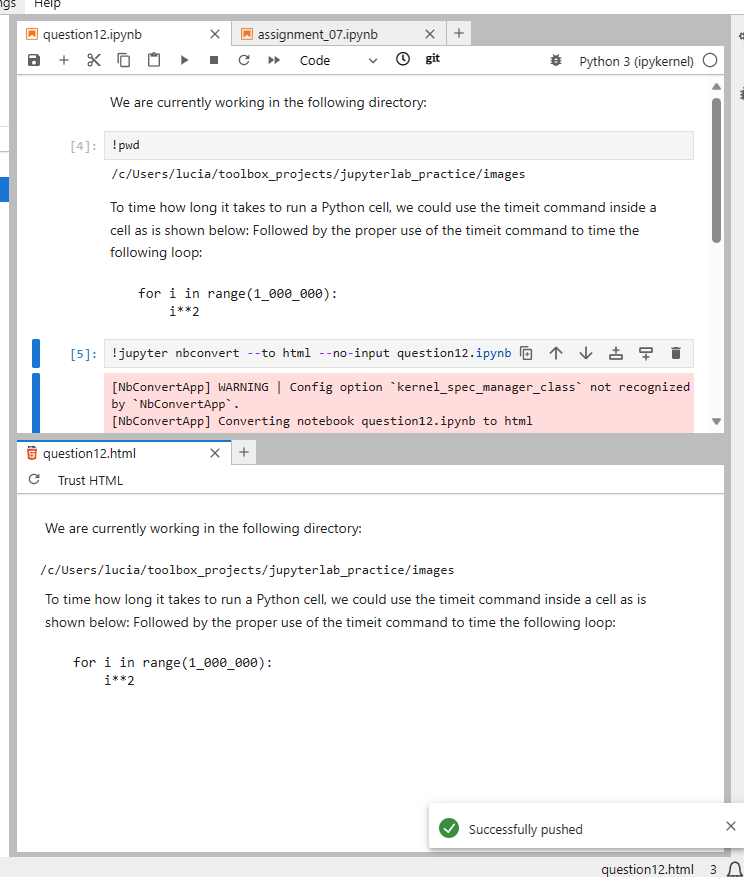 ngs Help
question12.ipynb
assignment_07.ipynb
Code
git
Python 3 (ipykernel)
We are currently working in the following directory:
[4]: !pwd
/c/Users/lucia/toolbox_projects/jupyterlab_practice/images
To time how long it takes to run a Python cell, we could use the timeit command inside a
cell as is shown below: Followed by the proper use of the timeit command to time the
following loop:
for i in range(1_000_000):
i**2
[5]: !jupyter nbconvert --to html --no-input question12.ipynb
[NbConvertApp] WARNING | Config option `kernel_spec_manager_class` not recognized
by `NbConvertApp`.
[NbConvertApp] Converting notebook question12.ipynb to html
question12.html
Trust HTML
We are currently working in the following directory:
/c/Users/lucia/toolbox_projects/jupyterlab_practice/images
To time how long it takes to run a Python cell, we could use the timeit command inside a cell as is
shown below: Followed by the proper use of the timeit command to time the following loop:
for i in range(1_000_000):
i**2
Successfully pushed
question12.html 3